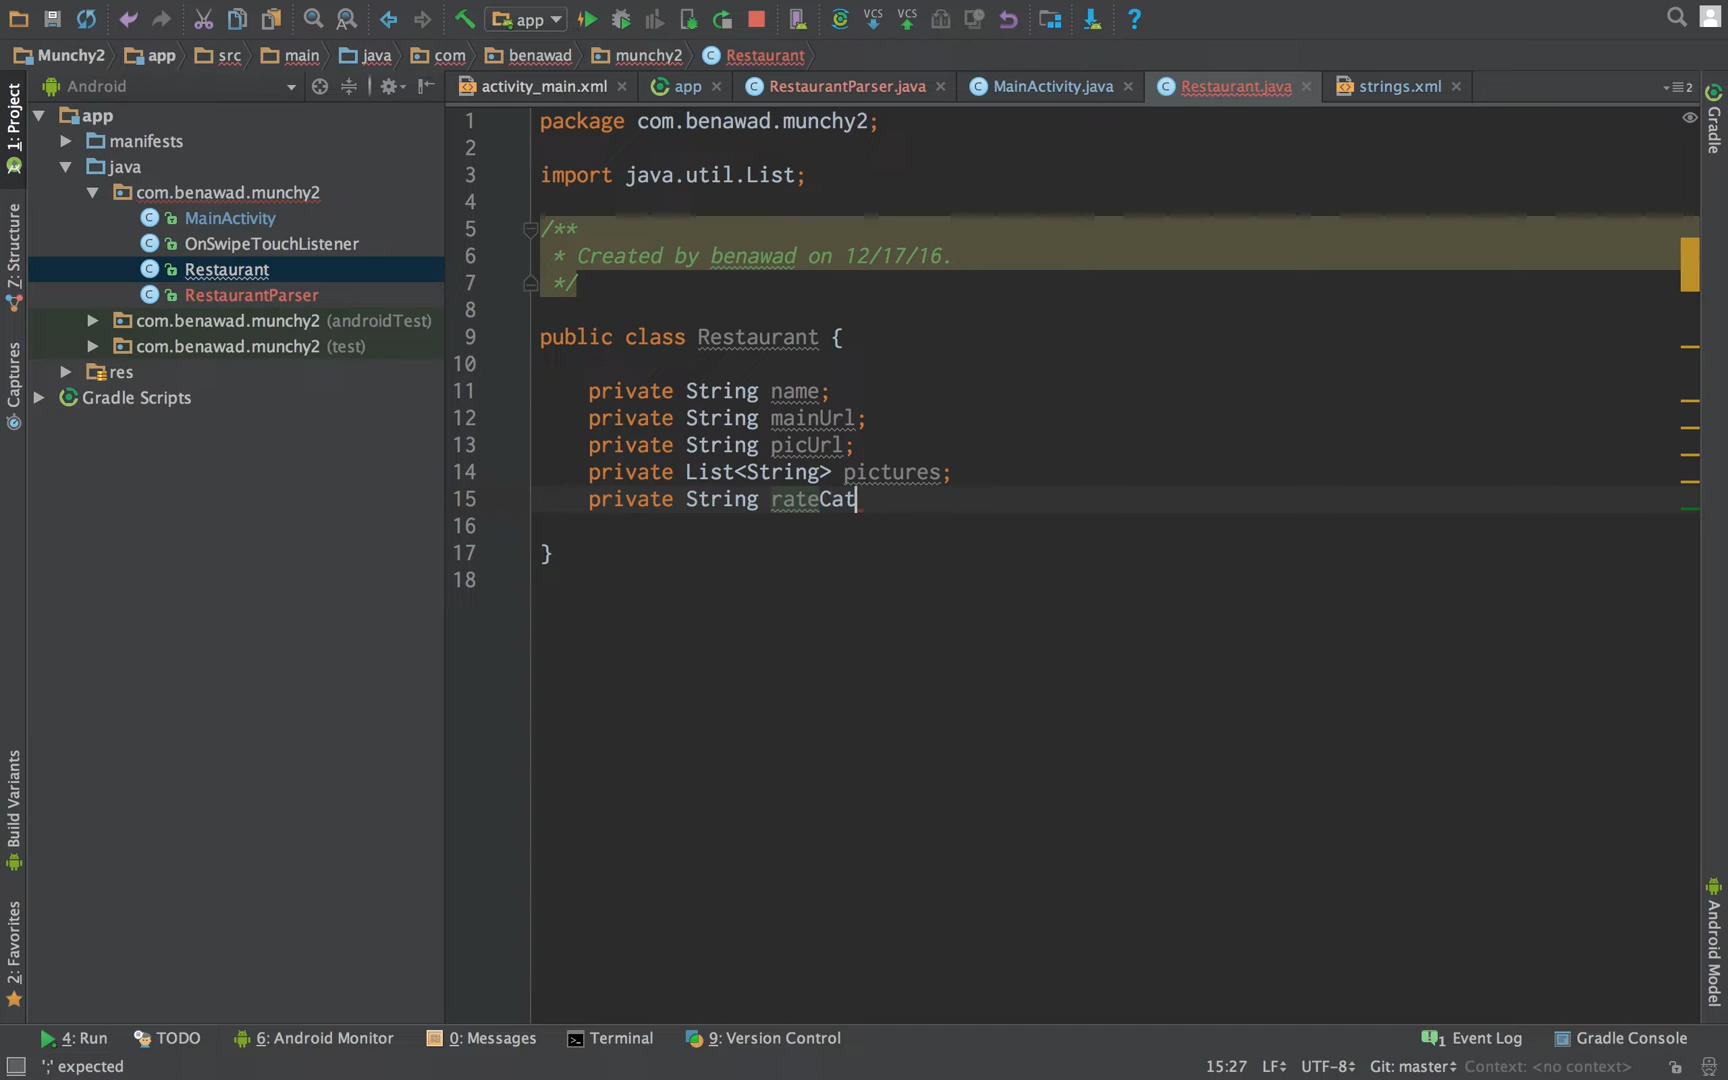 app
Munchy2 app src main java com benawad munchy2 Restaurant
Android
activity_main.xml app RestaurantParser.java MainActivity.java Restaurant.java strings.xml
2
1: Project
7: Structure
Captures
Build Variants
2: Favorites
app
manifests
java
com.benawad.munchy2
MainActivity
OnSwipeTouchListener
Restaurant
RestaurantParser
com.benawad.munchy2 (androidTest)
com.benawad.munchy2 (test)
res
Gradle Scripts
1 package com.benawad.munchy2;
2
3 import java.util.List;
4
5 /**
6 * Created by benawad on 12/17/16.
7 */
8
9 public class Restaurant {
10
11 private String name;
12 private String mainUrl;
13 private String picUrl;
14 private List<String> pictures;
15 private String rateCat
16
17 }
18
Gradle
Android Model
4: Run TODO 6: Android Monitor 0: Messages Terminal 9: Version Control 1 Event Log Gradle Console
';' expected 15:27 LF UTF-8 Git: master Context: <no context>